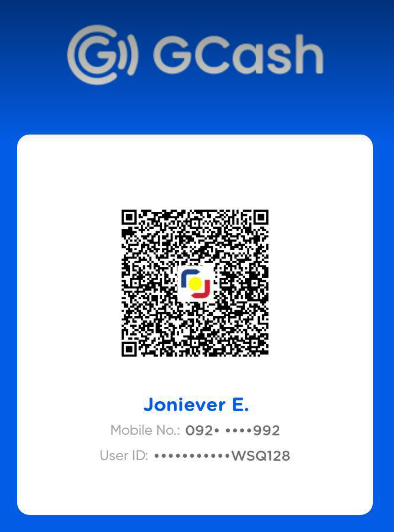 GCash
Joniever E.
Mobile No.: 092• ••••992
User ID: •••••••••••WSQ128